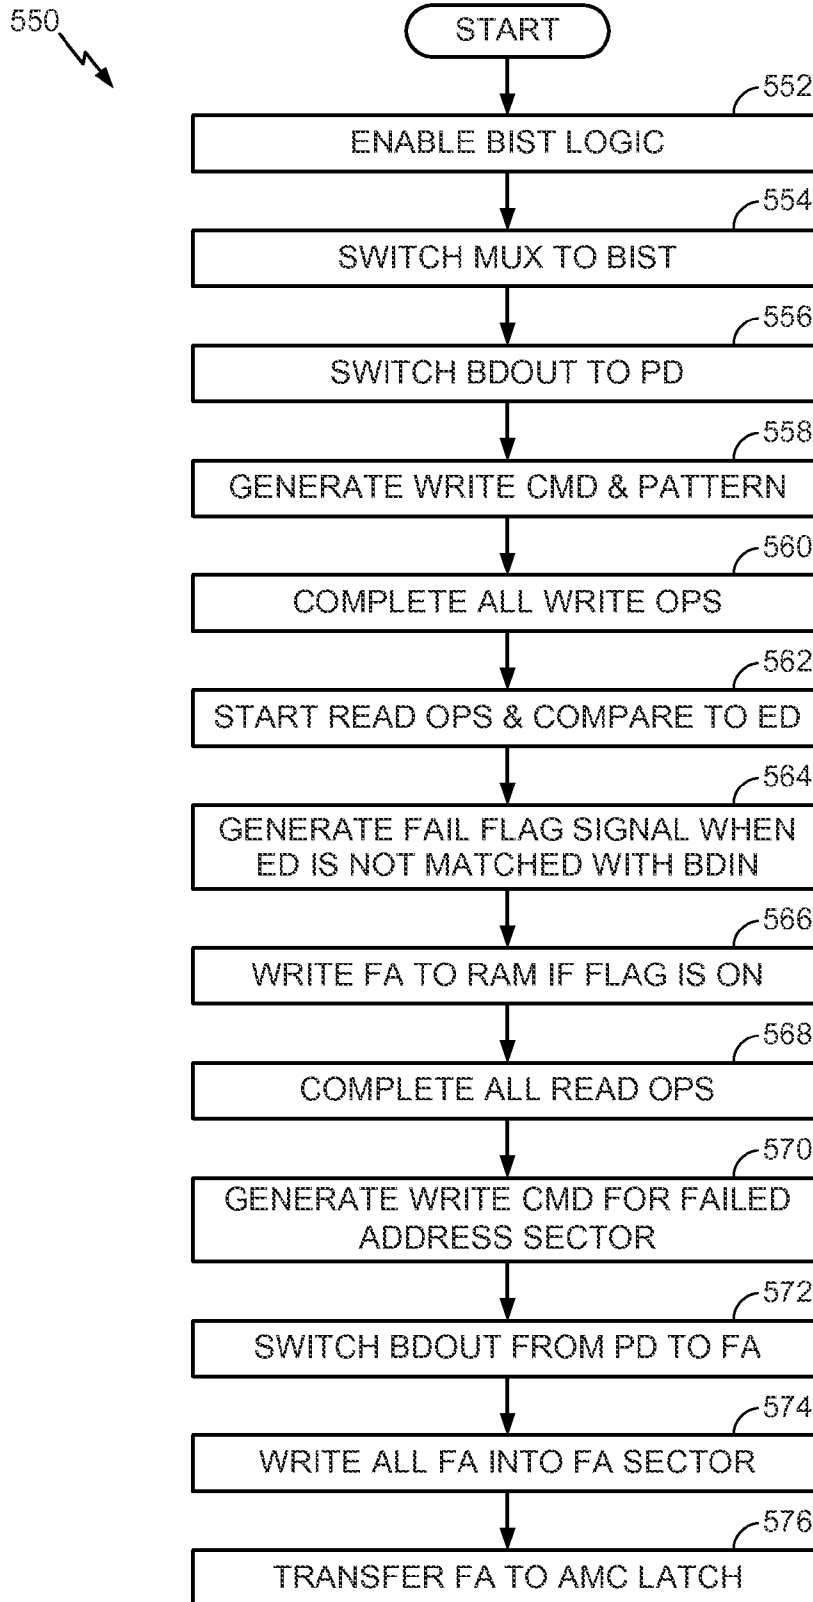 550
START
552
ENABLE BIST LOGIC
554
SWITCH MUX TO BIST
556
SWITCH BDOUT TO PD
558
GENERATE WRITE CMD & PATTERN
560
COMPLETE ALL WRITE OPS
562
START READ OPS & COMPARE TO ED
564
GENERATE FAIL FLAG SIGNAL WHEN
ED IS NOT MATCHED WITH BDIN
566
WRITE FA TO RAM IF FLAG IS ON
568
COMPLETE ALL READ OPS
570
GENERATE WRITE CMD FOR FAILED
ADDRESS SECTOR
572
SWITCH BDOUT FROM PD TO FA
574
WRITE ALL FA INTO FA SECTOR
576
TRANSFER FA TO AMC LATCH